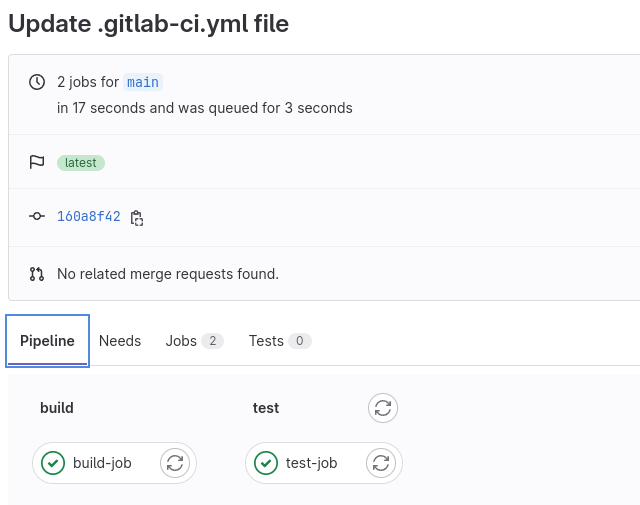 Update .gitlab-ci.yml file
2 jobs for main
in 17 seconds and was queued for 3 seconds
latest
160a8f42
No related merge requests found.
Pipeline Needs Jobs 2 Tests 0
build test
build-job test-job